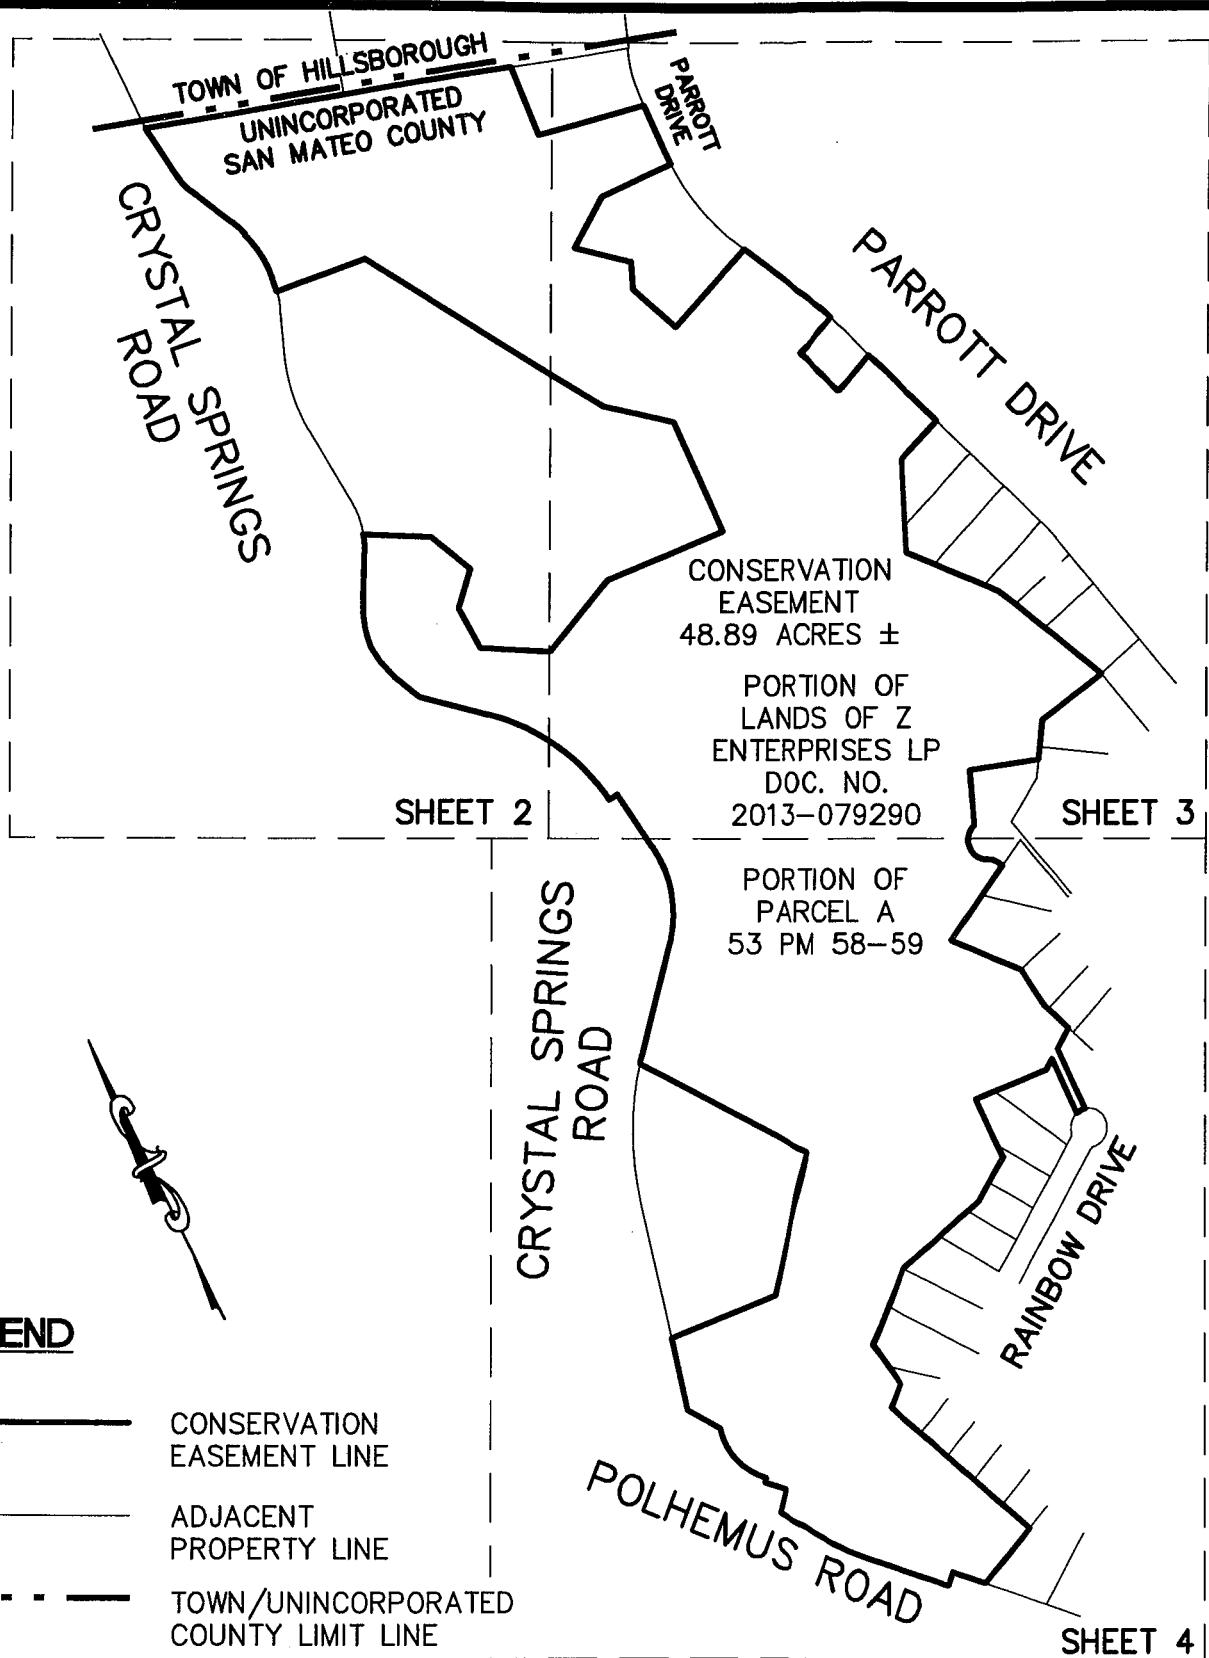 TOWN OF HILLSBOROUGH
UNINCORPORATED
SAN MATEO COUNTY
PARROTT
DRIVE
CRYSTAL SPRINGS
ROAD
PARROTT DRIVE
CONSERVATION
EASEMENT
48.89 ACRES ±
PORTION OF
LANDS OF Z
ENTERPRISES LP
DOC. NO.
2013-079290
SHEET 2
SHEET 3
PORTION OF
PARCEL A
53 PM 58-59
CRYSTAL SPRINGS
ROAD
RAINBOW DRIVE
END
CONSERVATION
EASEMENT LINE
ADJACENT
PROPERTY LINE
TOWN/UNINCORPORATED
COUNTY LIMIT LINE
POLHEMUS ROAD
SHEET 4